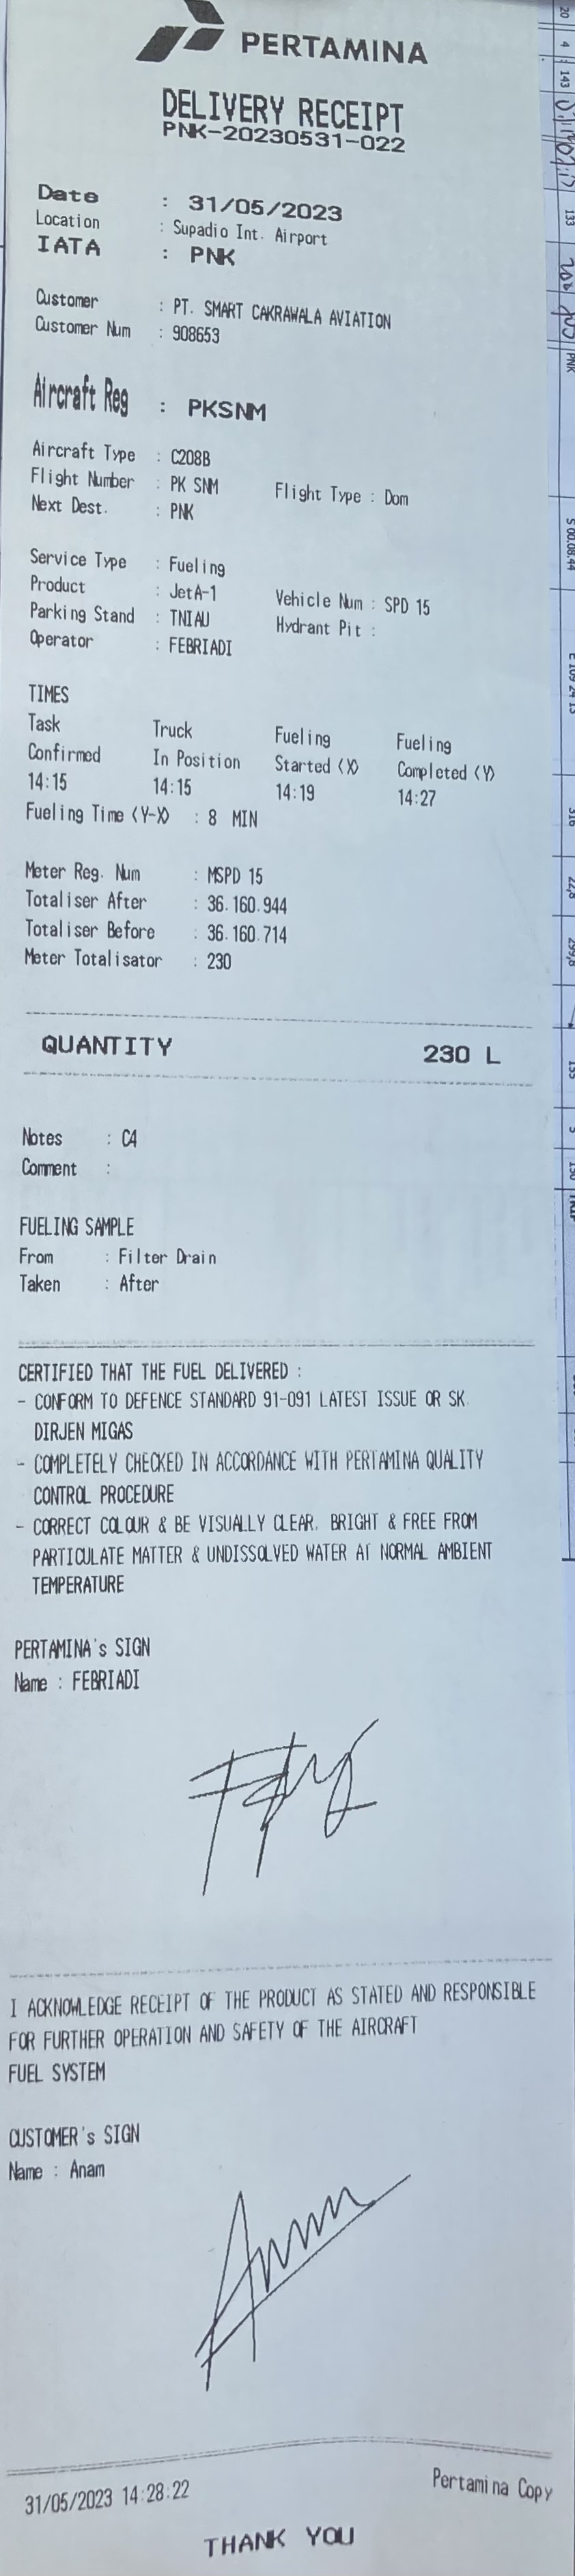 PERTAMINA
DELIVERY RECEIPT
PNK-20230531-022
Date : 31/05/2023
Location : Supadio Int. Airport
IATA : PNK
Customer : PT. SMART CAKRAWALA AVIATION
Customer Num : 908653
Aircraft Reg : PKSNM
Aircraft Type : C208B
Flight Number : PK SNM Flight Type : Dom
Next Dest. : PNK
Service Type : Fueling
Product : JetA-1 Vehicle Num : SPD 15
Parking Stand : TNIAU Hydrant Pit :
Operator : FEBRIADI
TIMES
Task Truck Fueling Fueling
Confirmed In Position Started (X) Completed (Y)
14:15 14:15 14:19 14:27
Fueling Time (Y-X) : 8 MIN
Meter Reg. Num : MSPD 15
Totaliser After : 36.160.944
Totaliser Before : 36.160.714
Meter Totalisator : 230
QUANTITY 230 L
Notes : C4
Comment :
FUELING SAMPLE
From : Filter Drain
Taken : After
CERTIFIED THAT THE FUEL DELIVERED :
- CONFORM TO DEFENCE STANDARD 91-091 LATEST ISSUE OR SK.
DIRJEN MIGAS
- COMPLETELY CHECKED IN ACCORDANCE WITH PERTAMINA QUALITY
CONTROL PROCEDURE
- CORRECT COLOUR & BE VISUALLY CLEAR, BRIGHT & FREE FROM
PARTICULATE MATTER & UNDISSOLVED WATER AT NORMAL AMBIENT
TEMPERATURE
PERTAMINA's SIGN
Name : FEBRIADI
I ACKNOWLEDGE RECEIPT OF THE PRODUCT AS STATED AND RESPONSIBLE
FOR FURTHER OPERATION AND SAFETY OF THE AIRCRAFT
FUEL SYSTEM
CUSTOMER's SIGN
Name : Anam
31/05/2023 14:28:22 Pertamina Copy
THANK YOU
20
4
143
133
PNK
S 00.08.44